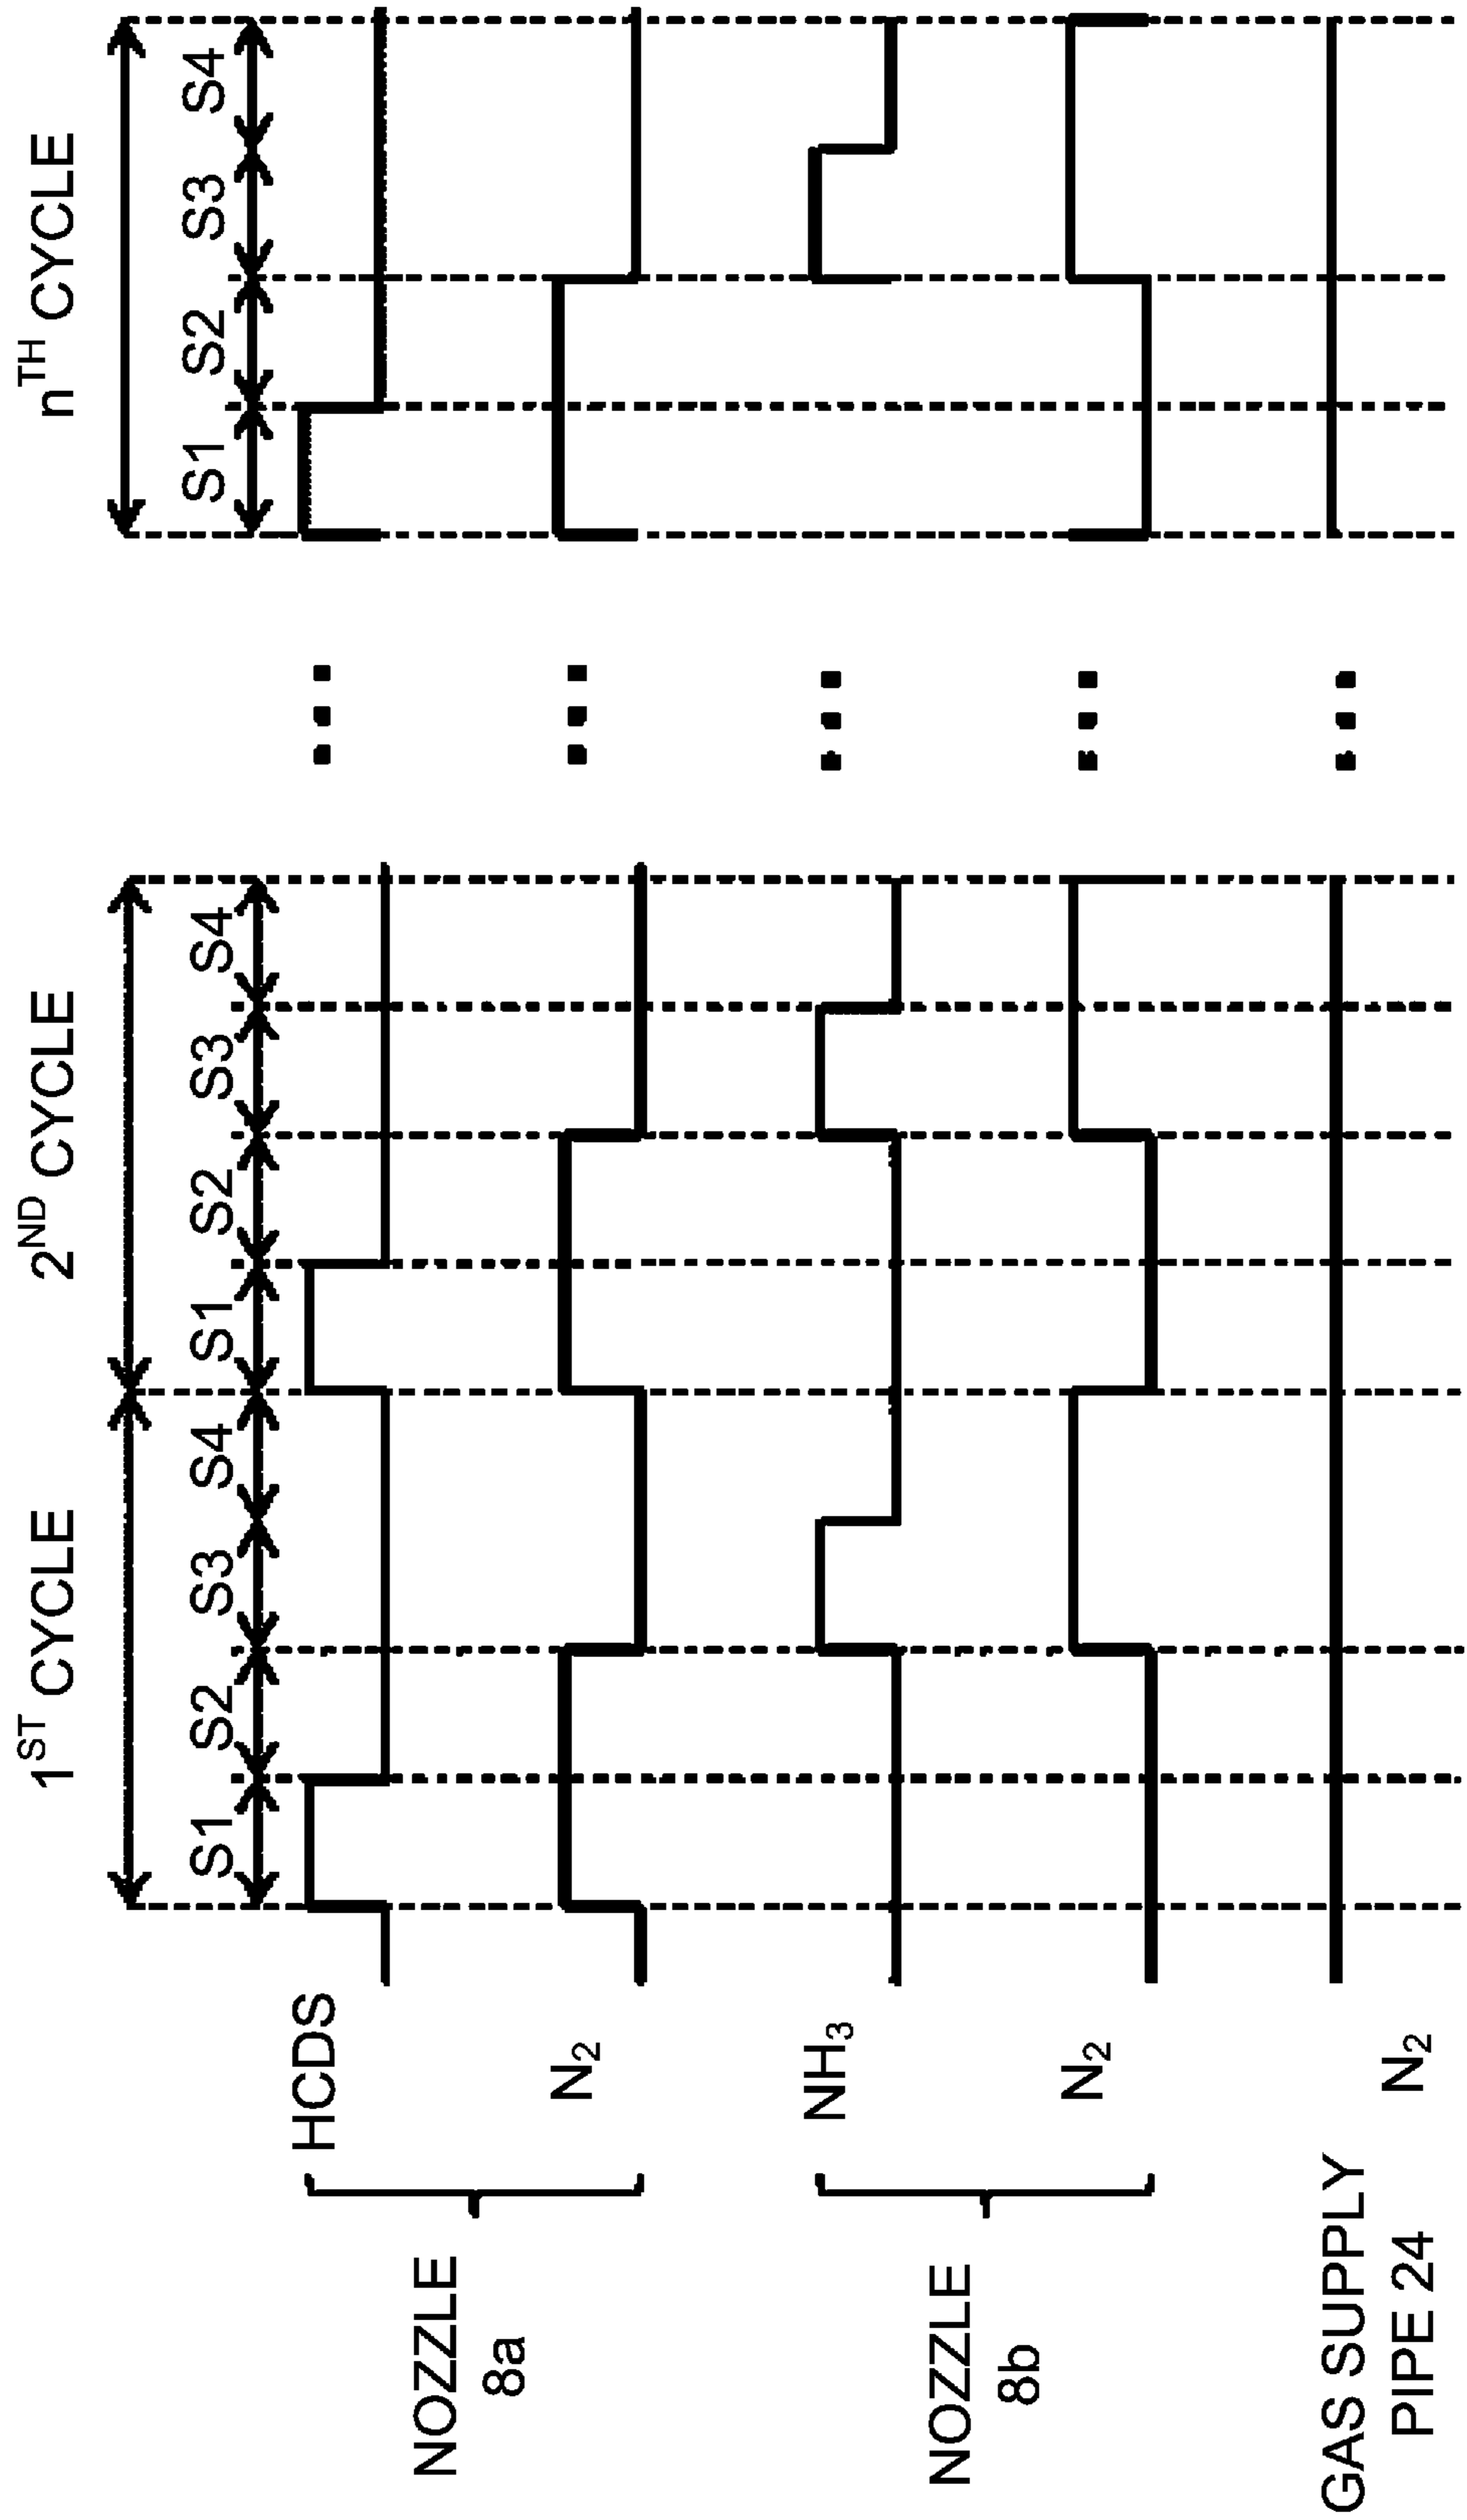 1ST CYCLE
2ND CYCLE
nTH CYCLE
S1 S2 S3 S4
S1 S2 S3 S4
S1 S2 S3 S4
HCDS
NOZZLE
8a
N2
NH3
NOZZLE
8b
N2
GAS SUPPLY
PIPE 24
N2